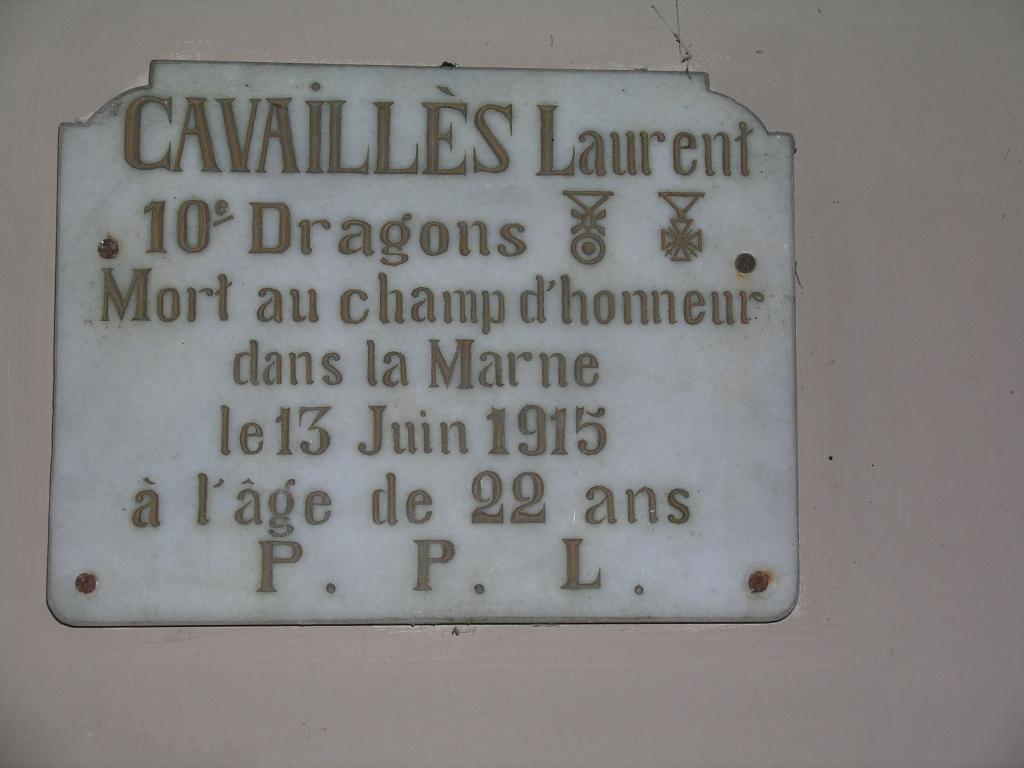 CAVAILLÈS Laurent
10e Dragons
Mort au champ d'honneur
dans la Marne
le 13 Juin 1915
à l'âge de 22 ans
P. P. L.